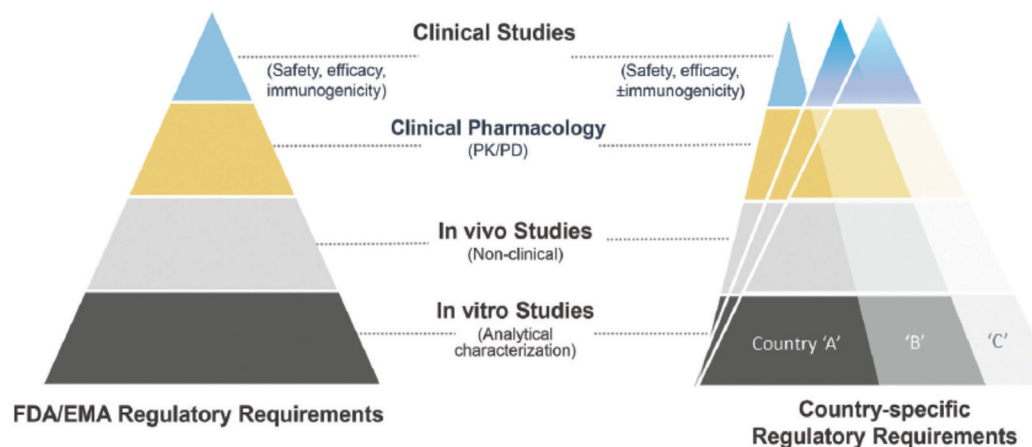 Clinical Studies
(Safety, efficacy,
immunogenicity)
(Safety, efficacy,
±immunogenicity)
Clinical Pharmacology
(PK/PD)
In vivo Studies
(Non-clinical)
In vitro Studies
(Analytical
characterization)
Country 'A'
'B'
'C'
FDA/EMA Regulatory Requirements
Country-specific
Regulatory Requirements